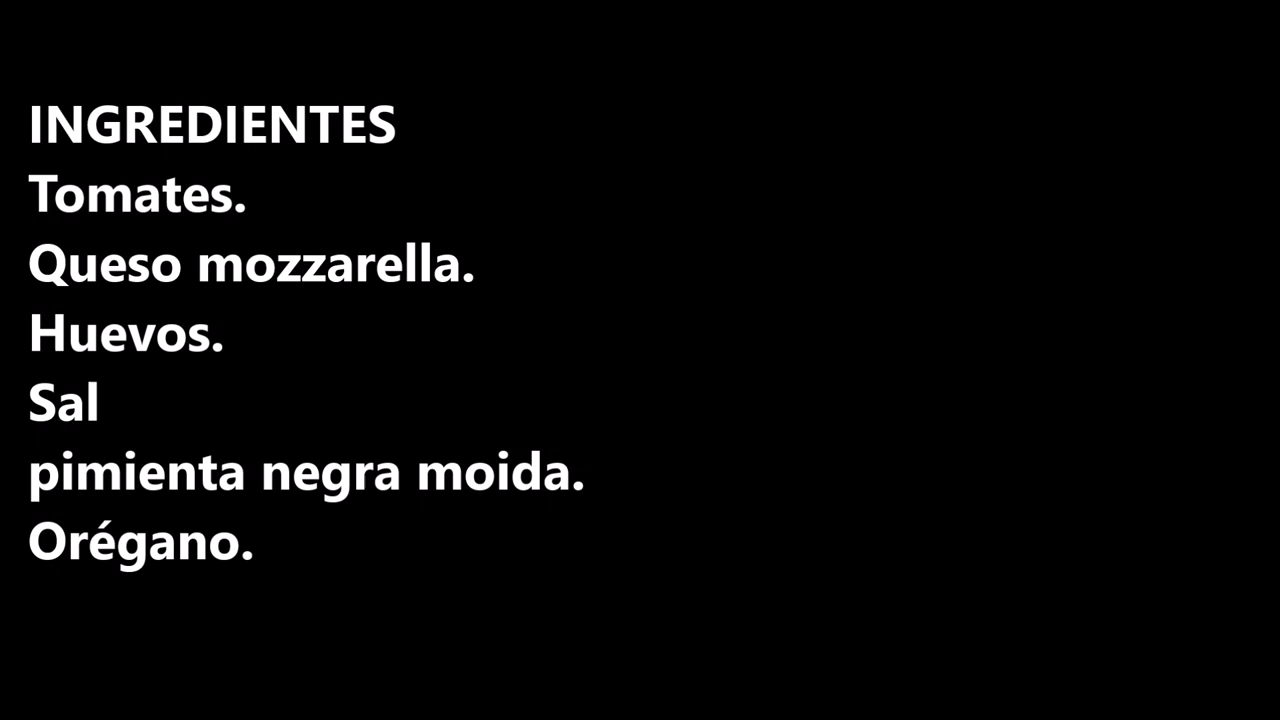 INGREDIENTES
Tomates.
Queso mozzarella.
Huevos.
Sal
pimienta negra moida.
Orégano.